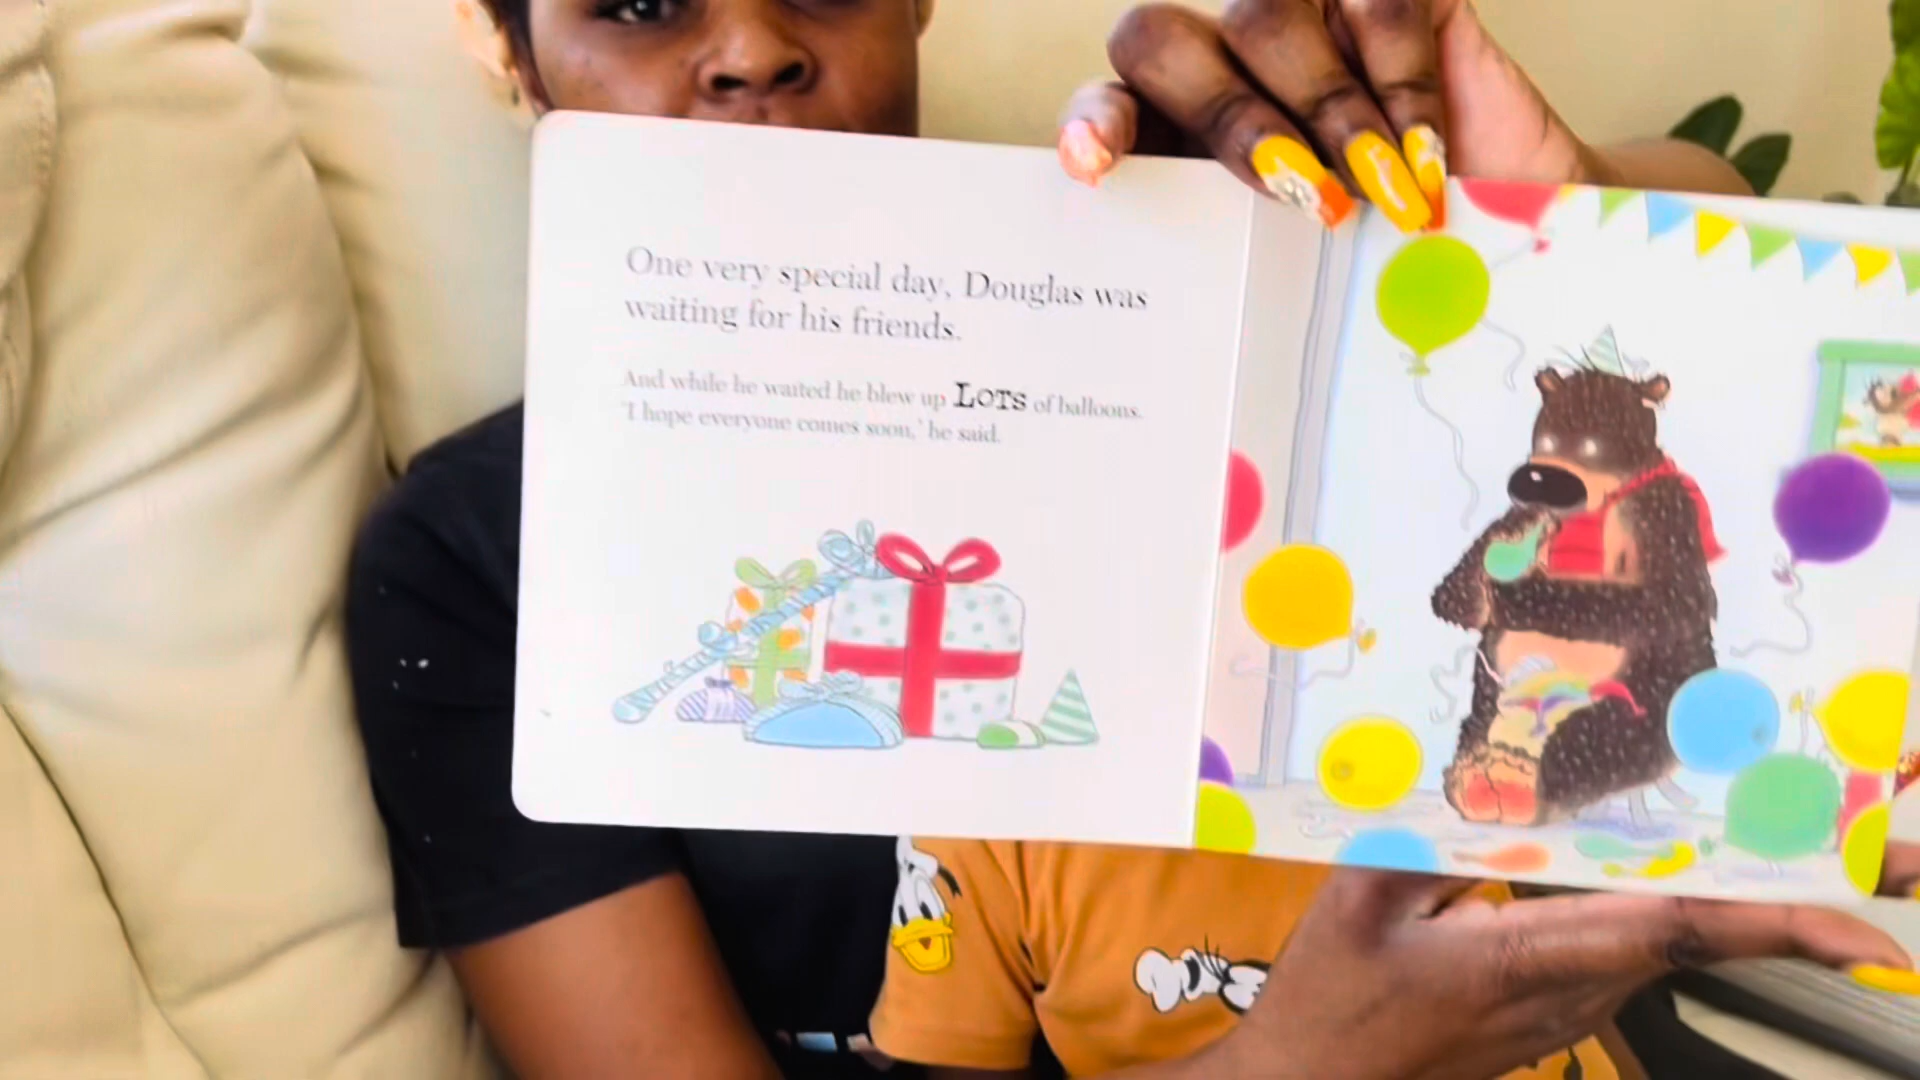 One very special day, Douglas was
waiting for his friends.
And while he waited he blew up LOTS of balloons.
'I hope everyone comes soon,' he said.